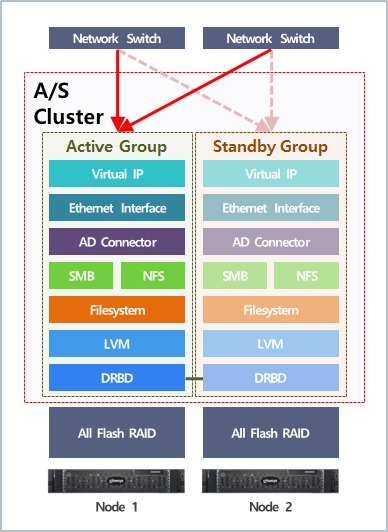 Network Switch
Network Switch
A/S
Cluster
Active Group
Standby Group
Virtual IP
Virtual IP
Ethernet Interface
Ethernet Interface
AD Connector
AD Connector
SMB
NFS
SMB
NFS
Filesystem
Filesystem
LVM
LVM
DRBD
DRBD
All Flash RAID
All Flash RAID
Node 1
Node 2